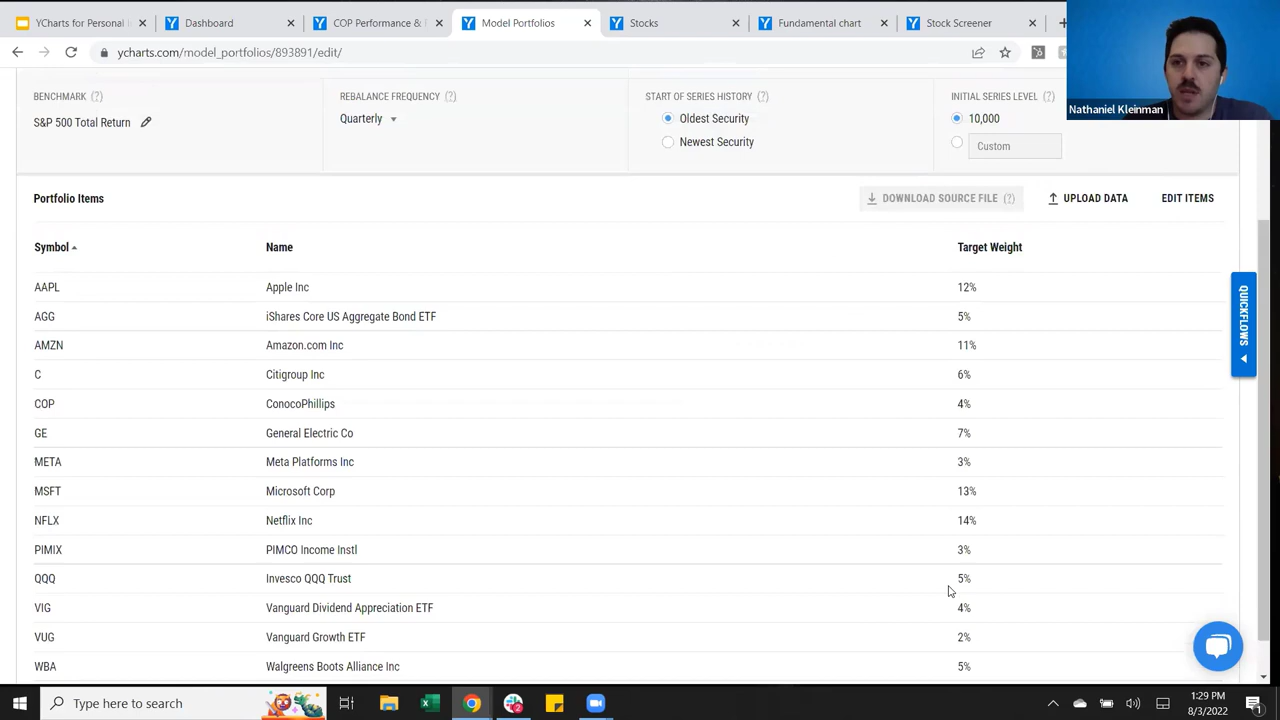 YCharts for Personal
Dashboard
COP Performance &
Model Portfolios
Stocks
Fundamental chart
Stock Screener
ycharts.com/model_portfolios/893891/edit/
Nathaniel Kleinman
BENCHMARK (?)
REBALANCE FREQUENCY (?)
START OF SERIES HISTORY (?)
INITIAL SERIES LEVEL (?)
S&P 500 Total Return
Quarterly
Oldest Security
10,000
Newest Security
Custom
Portfolio Items
DOWNLOAD SOURCE FILE (?)
UPLOAD DATA
EDIT ITEMS
Symbol Name Target Weight
AAPL Apple Inc 12%
AGG iShares Core US Aggregate Bond ETF 5%
AMZN Amazon.com Inc 11%
C Citigroup Inc 6%
COP ConocoPhillips 4%
GE General Electric Co 7%
META Meta Platforms Inc 3%
MSFT Microsoft Corp 13%
NFLX Netflix Inc 14%
PIMIX PIMCO Income Instl 3%
QQQ Invesco QQQ Trust 5%
VIG Vanguard Dividend Appreciation ETF 4%
VUG Vanguard Growth ETF 2%
WBA Walgreens Boots Alliance Inc 5%
QUICKFLOWS
Type here to search
1:29 PM
8/3/2022